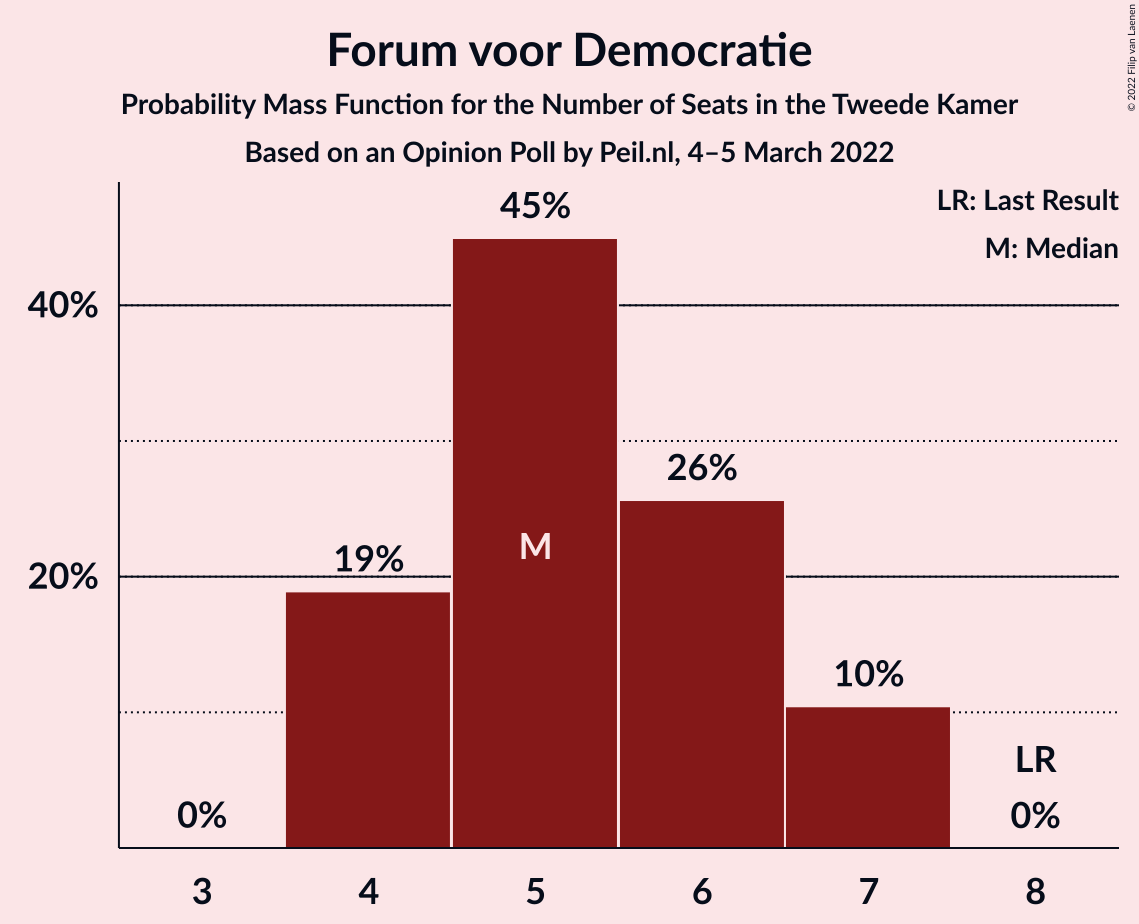 Forum voor Democratie
Probability Mass Function for the Number of Seats in the Tweede Kamer
Based on an Opinion Poll by Peil.nl, 4–5 March 2022
© 2022 Filip van Laenen
LR: Last Result
M: Median
45%
40%
26%
M
19%
20%
10%
LR
0%
0%
3 4 5 6 7 8